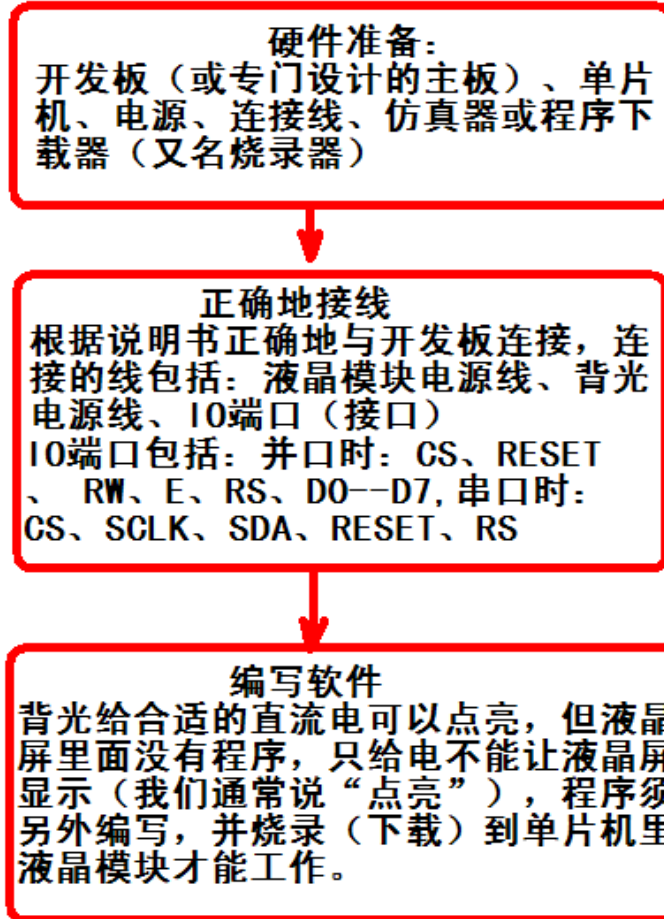 硬件准备:
开发板（或专门设计的主板）、单片
机、电源、连接线、仿真器或程序下
载器（又名烧录器）
正确地接线
根据说明书正确地与开发板连接，连
接的线包括: 液晶模块电源线、背光
电源线、IO端口（接口）
IO端口包括: 并口时: CS、RESET
、 RW、E、RS、D0--D7,串口时:
CS、SCLK、SDA、RESET、RS
编写软件
背光给合适的直流电可以点亮，但液晶
屏里面没有程序，只给电不能让液晶屏
显示（我们通常说“点亮”），程序须
另外编写，并烧录（下载）到单片机里
液晶模块才能工作。